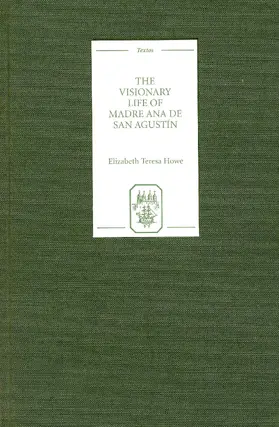 Textos
THE
VISIONARY
LIFE OF
MADRE ANA DE
SAN AGUSTÍN
Elizabeth Teresa Howe